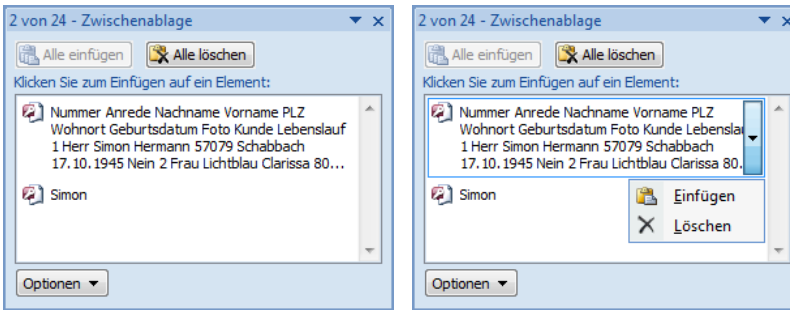 2 von 24 - Zwischenablage
Alle einfügen Alle löschen
Klicken Sie zum Einfügen auf ein Element:
Nummer Anrede Nachname Vorname PLZ
Wohnort Geburtsdatum Foto Kunde Lebenslauf
1 Herr Simon Hermann 57079 Schabbach
17.10.1945 Nein 2 Frau Lichtblau Clarissa 80...
Simon
Optionen
2 von 24 - Zwischenablage
Alle einfügen Alle löschen
Klicken Sie zum Einfügen auf ein Element:
Nummer Anrede Nachname Vorname PLZ
Wohnort Geburtsdatum Foto Kunde Lebenslau
1 Herr Simon Hermann 57079 Schabbach
17.10.1945 Nein 2 Frau Lichtblau Clarissa 80.
Simon
Einfügen
Löschen
Optionen